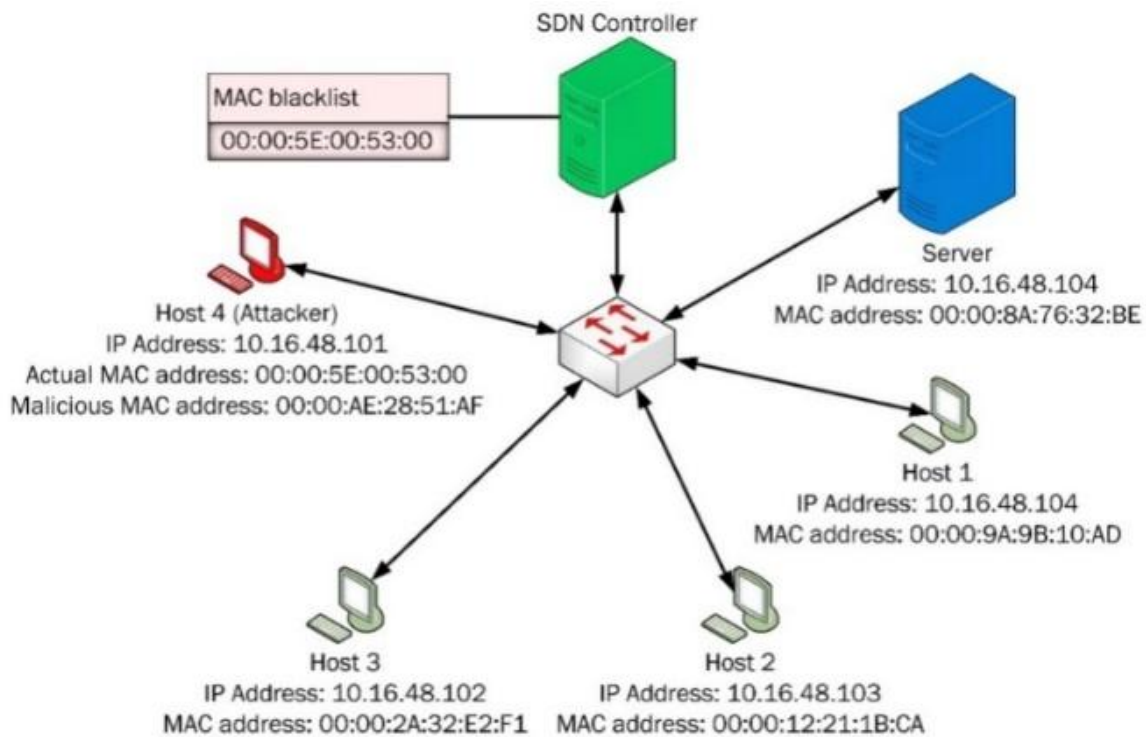 SDN Controller
MAC blacklist
00:00:5E:00:53:00
Server
IP Address: 10.16.48.104
MAC address: 00:00:8A:76:32:BE
Host 4 (Attacker)
IP Address: 10.16.48.101
Actual MAC address: 00:00:5E:00:53:00
Malicious MAC address: 00:00:AE:28:51:AF
Host 1
IP Address: 10.16.48.104
MAC address: 00:00:9A:9B:10:AD
Host 3
IP Address: 10.16.48.102
MAC address: 00:00:2A:32:E2:F1
Host 2
IP Address: 10.16.48.103
MAC address: 00:00:12:21:1B:CA